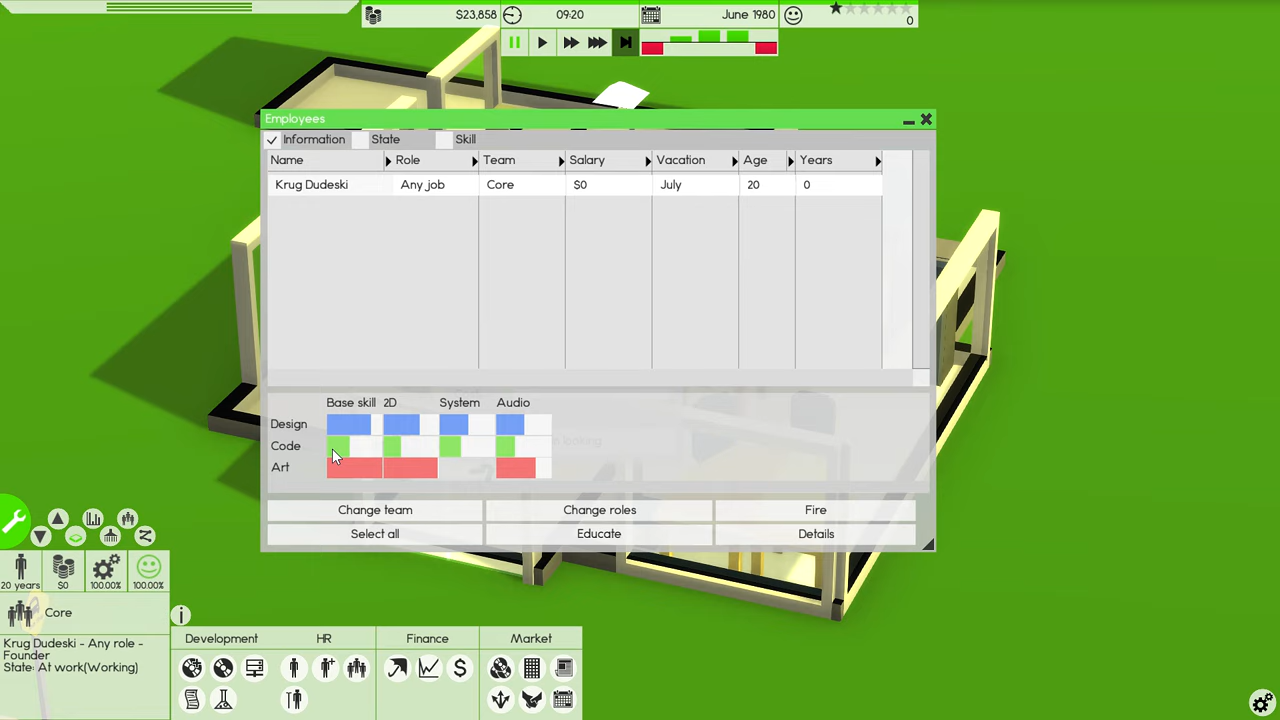 $23,858 09:20 June 1980 0
Employees
Information State Skill
Name Role Team Salary Vacation Age Years
Krug Dudeski Any job Core $0 July 20 0
Base skill 2D System Audio
Design
Code
Art
Change team Change roles Fire
Select all Educate Details
20 years $0 100.00% 100.00%
Core
Krug Dudeski - Any role -
Founder
State: At work(Working)
Development HR Finance Market